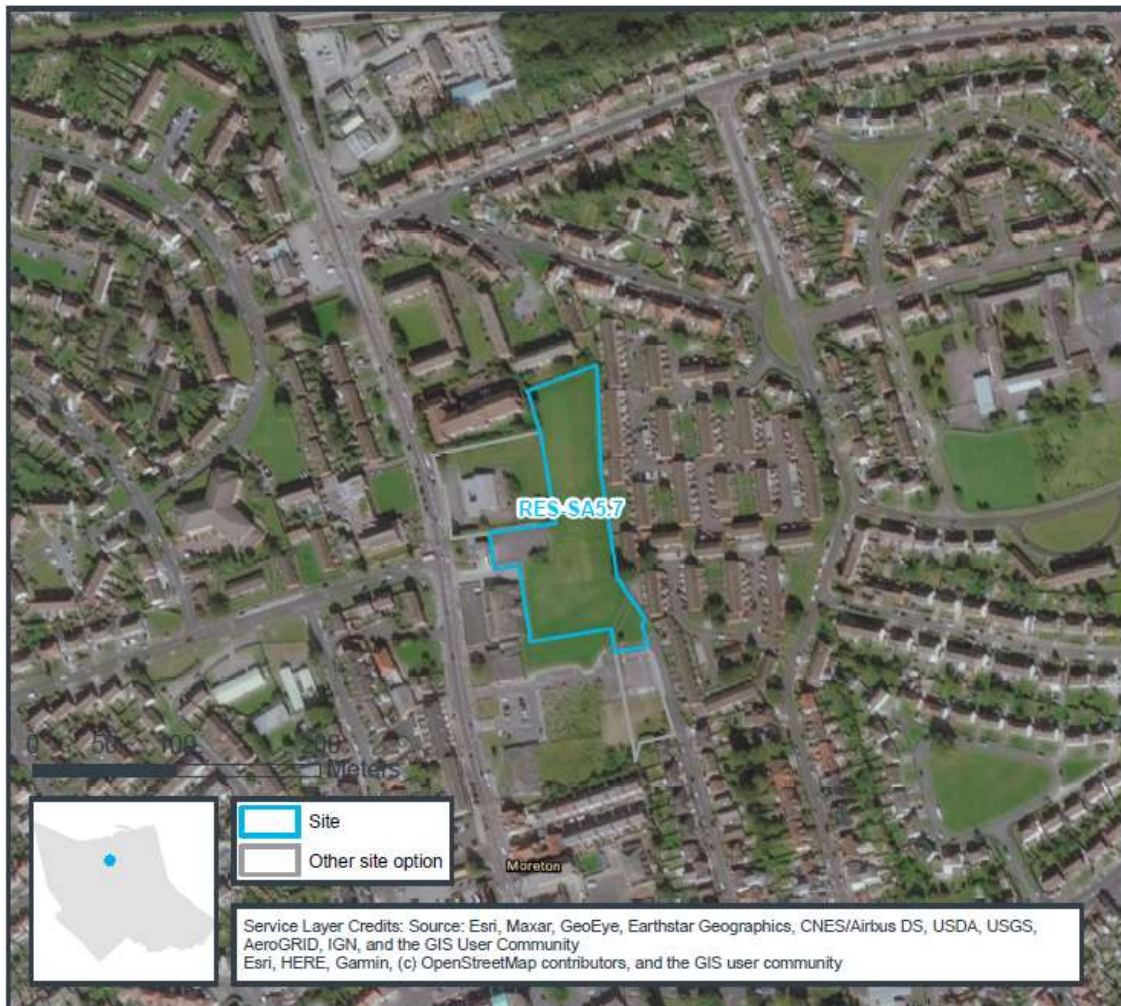 RES-SA5.7
0 50 100 200
Meters
Moreton
Site
Other site option
Service Layer Credits: Source: Esri, Maxar, GeoEye, Earthstar Geographics, CNES/Airbus DS, USDA, USGS,
AeroGRID, IGN, and the GIS User Community
Esri, HERE, Garmin, (c) OpenStreetMap contributors, and the GIS user community